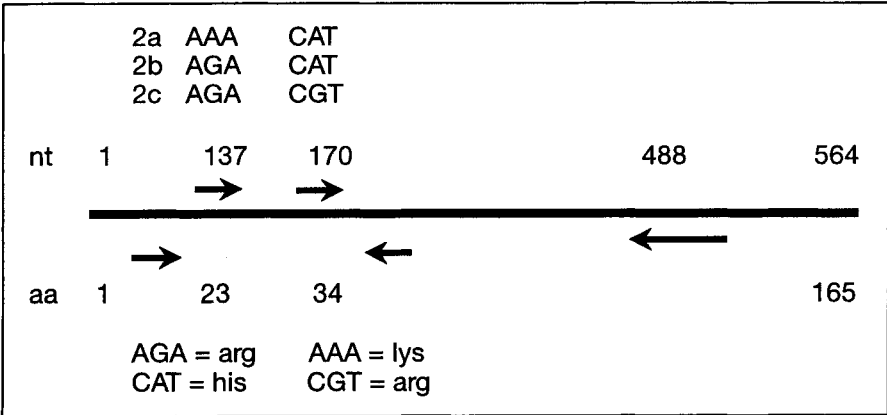 2a AAA CAT
2b AGA CAT
2c AGA CGT
nt 1 137 170 488 564
aa 1 23 34 165
AGA = arg AAA = lys
CAT = his CGT = arg